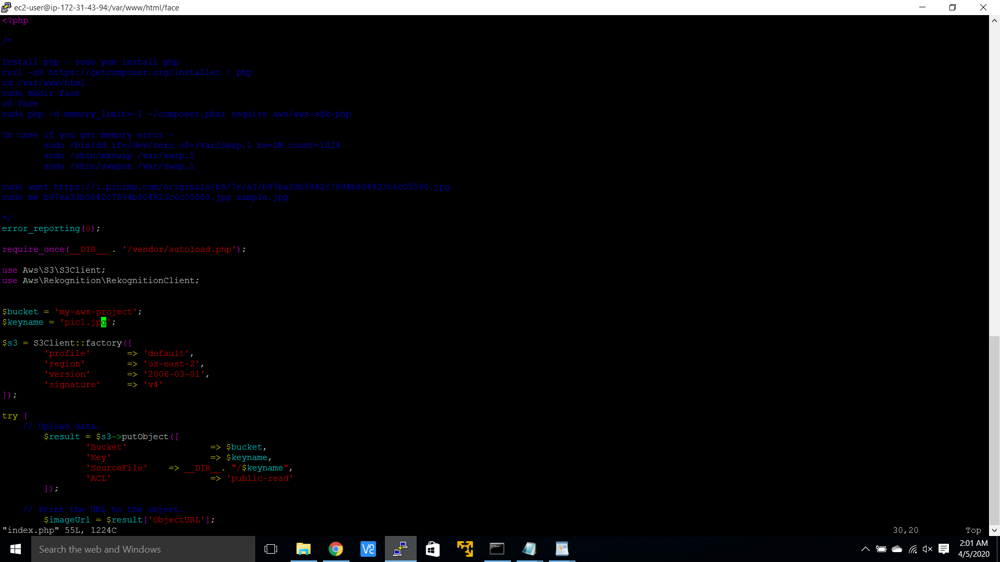 ec2-user@ip-172-31-43-94:/var/www/html/face
<?php
/*
Install php - sudo yum install php
curl -sS https://getcomposer.org/installer | php
cd /var/www/html
sudo mkdir face
cd face
sudo php -d memory_limit=-1 ~/composer.phar require aws/aws-sdk-php
In case if you get memory error -
sudo /bin/dd if=/dev/zero of=/var/swap.1 bs=1M count=1024
sudo /sbin/mkswap /var/swap.1
sudo /sbin/swapon /var/swap.1
sudo wget https://i.pinimg.com/originals/b9/7e/a3/b97ea33b5842c7894b804923c6c05580.jpg
sudo mv b97ea33b5842c7894b804923c6c05580.jpg sample.jpg
*/
error_reporting(0);
require_once(__DIR__ . '/vendor/autoload.php');
use Aws\S3\S3Client;
use Aws\Rekognition\RekognitionClient;
$bucket = 'my-aws-project';
$keyname = 'pic1.jpg';
$s3 = S3Client::factory([
'profile' => 'default',
'region' => 'us-east-2',
'version' => '2006-03-01',
'signature' => 'v4'
]);
try {
// Upload data.
$result = $s3->putObject([
'Bucket' => $bucket,
'Key' => $keyname,
'SourceFile' => __DIR__. "/$keyname",
'ACL' => 'public-read'
]);
// Print the URL to the object.
$imageUrl = $result['ObjectURL'];
"index.php" 55L, 1224C 30,20 Top
Search the web and Windows
2:01 AM
4/5/2020